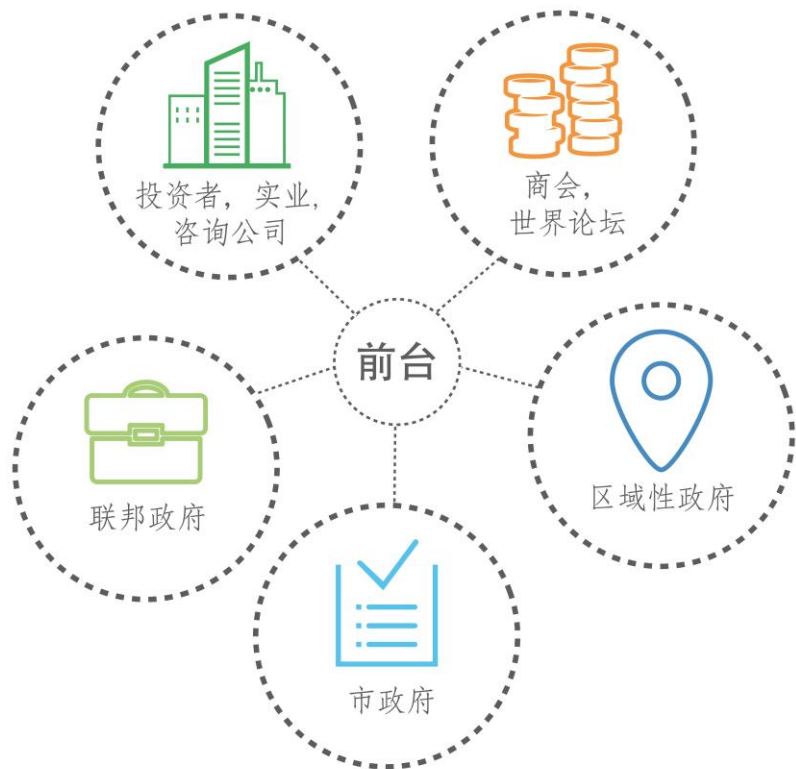 投资者，实业,
咨询公司
商会,
世界论坛
前台
联邦政府
区域性政府
市政府